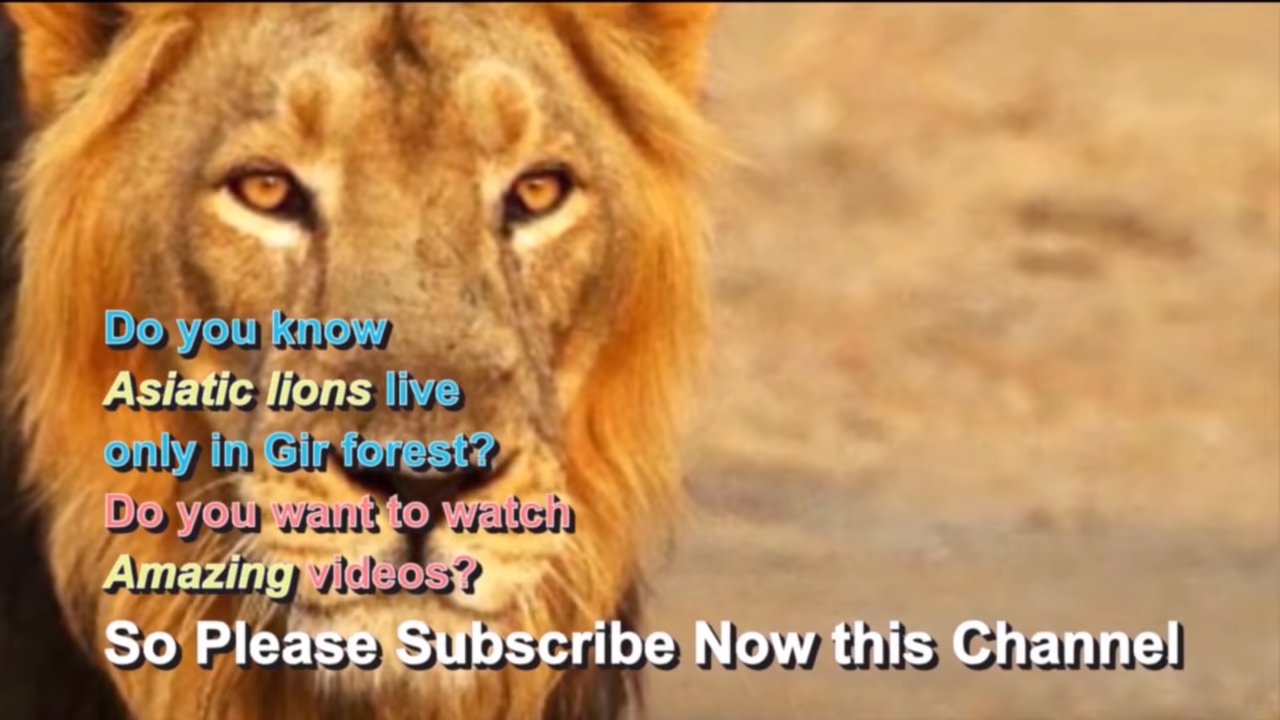 Do you know
Asiatic lions live
only in Gir forest?
Do you want to watch
Amazing videos?
So Please Subscribe Now this Channel